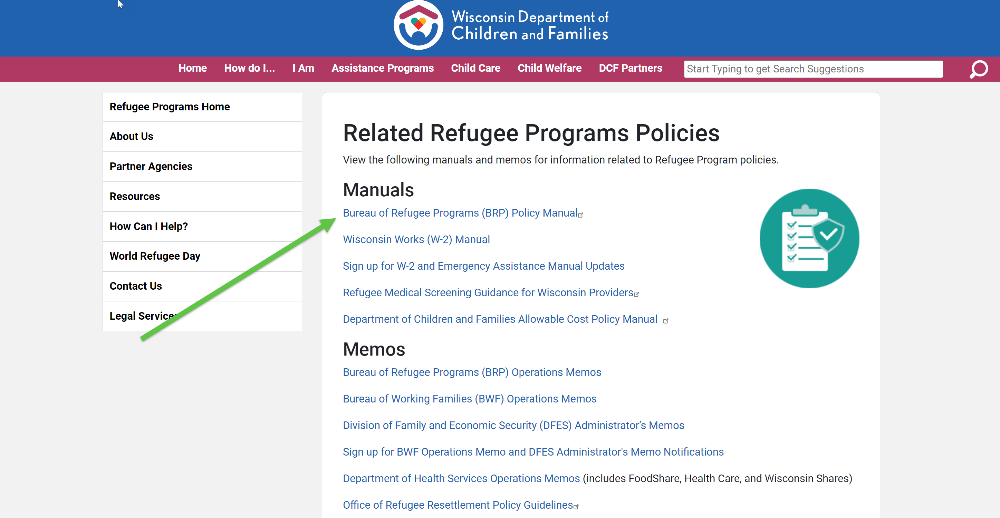 Wisconsin Department of
Children and Families
Home How do I... I Am Assistance Programs Child Care Child Welfare DCF Partners Start Typing to get Search Suggestions
Refugee Programs Home
About Us
Partner Agencies
Resources
How Can I Help?
World Refugee Day
Contact Us
Legal Services
Related Refugee Programs Policies
View the following manuals and memos for information related to Refugee Program policies.
Manuals
Bureau of Refugee Programs (BRP) Policy Manual
Wisconsin Works (W-2) Manual
Sign up for W-2 and Emergency Assistance Manual Updates
Refugee Medical Screening Guidance for Wisconsin Providers
Department of Children and Families Allowable Cost Policy Manual
Memos
Bureau of Refugee Programs (BRP) Operations Memos
Bureau of Working Families (BWF) Operations Memos
Division of Family and Economic Security (DFES) Administrator’s Memos
Sign up for BWF Operations Memo and DFES Administrator's Memo Notifications
Department of Health Services Operations Memos (includes FoodShare, Health Care, and Wisconsin Shares)
Office of Refugee Resettlement Policy Guidelines